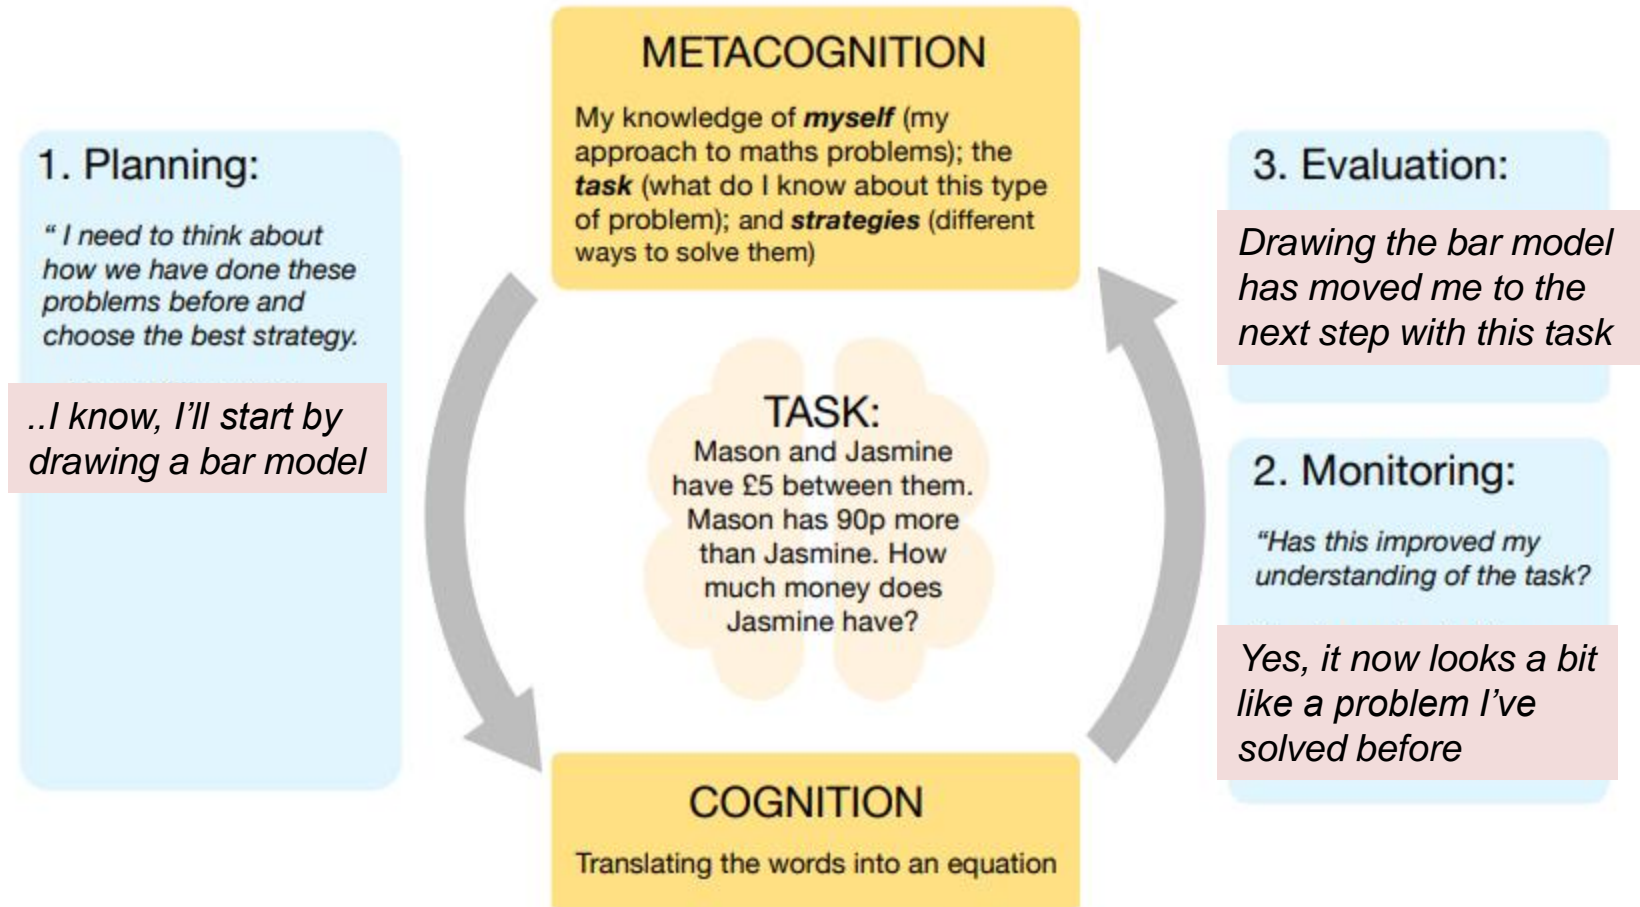 METACOGNITION
My knowledge of myself (my
approach to maths problems); the
task (what do I know about this type
of problem); and strategies (different
ways to solve them)
1. Planning:
“ I need to think about
how we have done these
problems before and
choose the best strategy.
..I know, I’ll start by
drawing a bar model
TASK:
Mason and Jasmine
have £5 between them.
Mason has 90p more
than Jasmine. How
much money does
Jasmine have?
COGNITION
Translating the words into an equation
2. Monitoring:
“Has this improved my
understanding of the task?
Yes, it now looks a bit
like a problem I’ve
solved before
3. Evaluation:
Drawing the bar model
has moved me to the
next step with this task